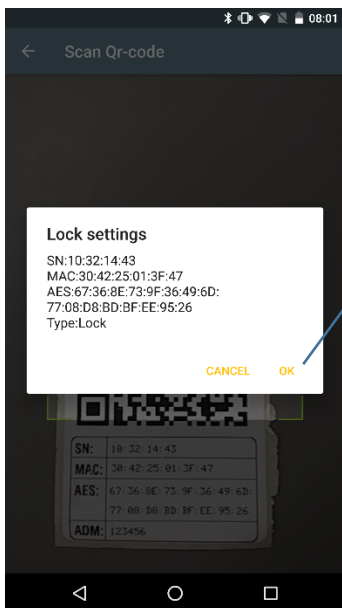 08:01
Scan Qr-code
Lock settings
SN:10:32:14:43
MAC:30:42:25:01:3F:47
AES:67:36:8E:73:9F:36:49:6D:
77:08:D8:BD:BF:EE:95:26
Type:Lock
CANCEL OK
SN: 10:32:14:43
MAC: 30:42:25:01:3F:47
AES: 67:36:8E:73:9F:36:49:6D:
77:08:D8:BD:BF:EE:95:26
ADM: 123456